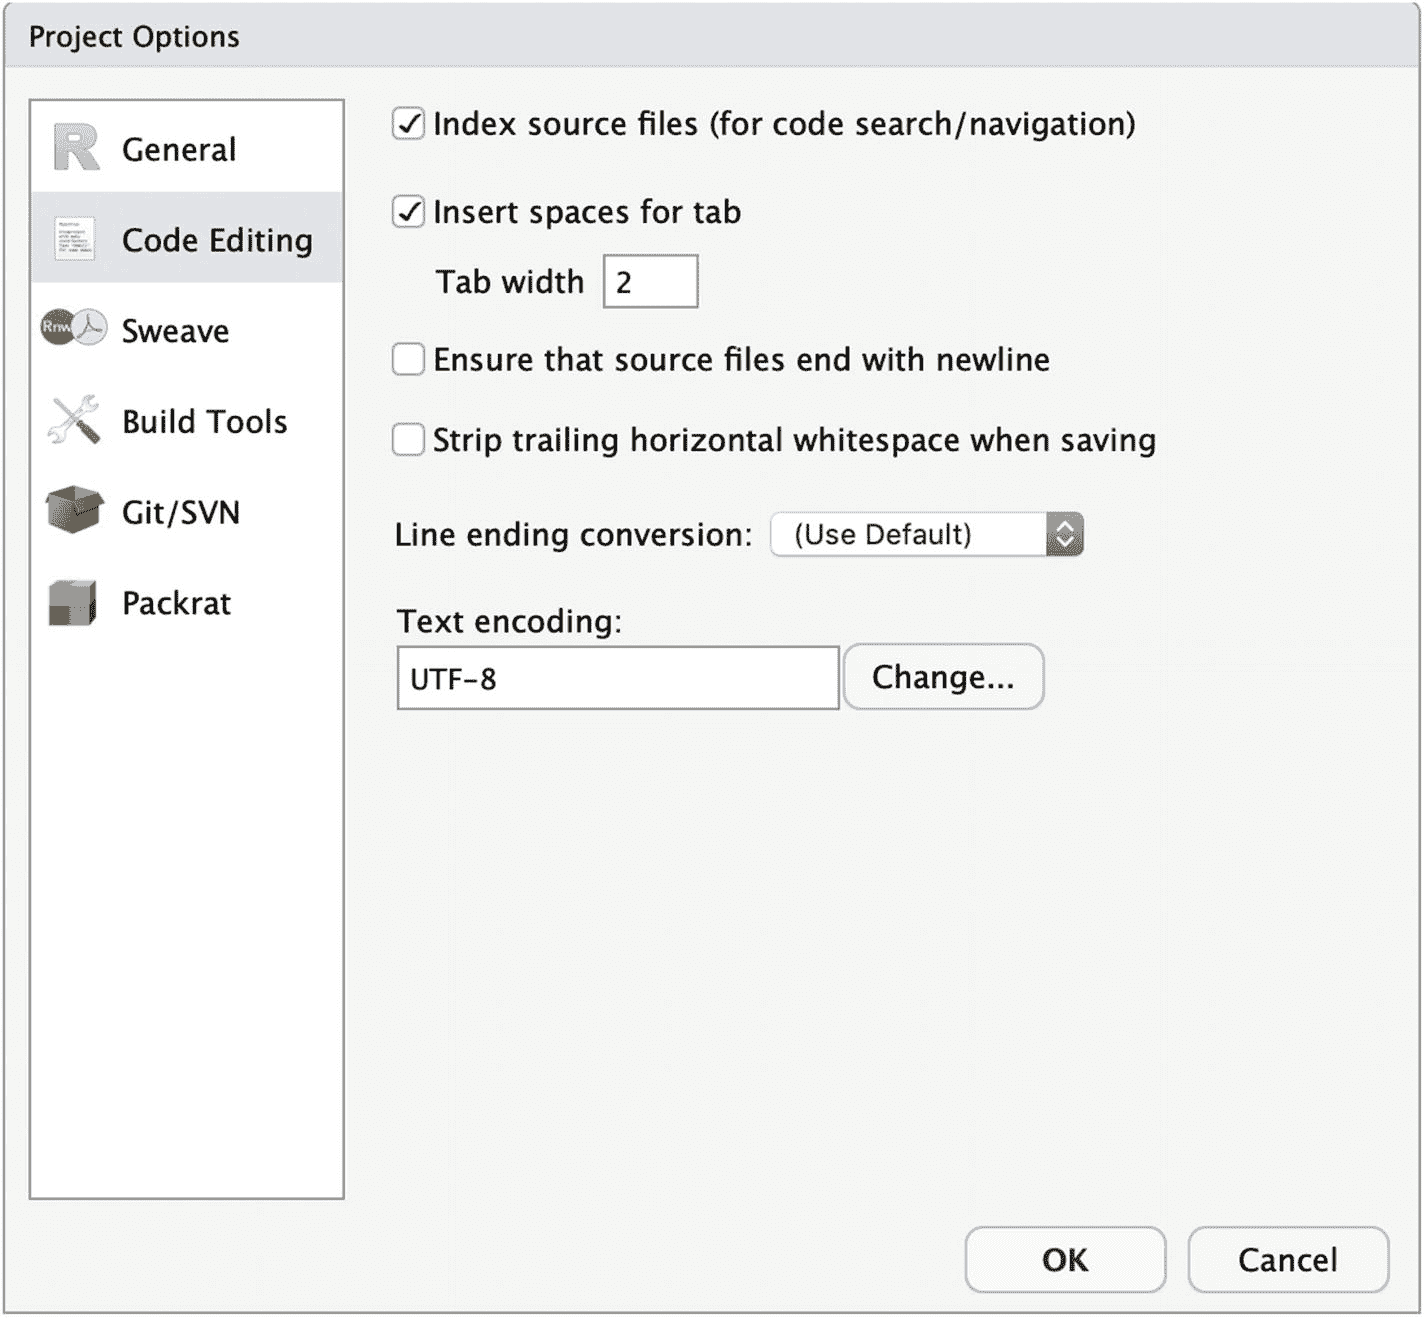 Project Options
R General
Code Editing
Rnw Sweave
Build Tools
Git/SVN
Packrat
Index source files (for code search/navigation)
Insert spaces for tab
Tab width 2
Ensure that source files end with newline
Strip trailing horizontal whitespace when saving
Line ending conversion: (Use Default)
Text encoding:
UTF-8 Change...
OK Cancel